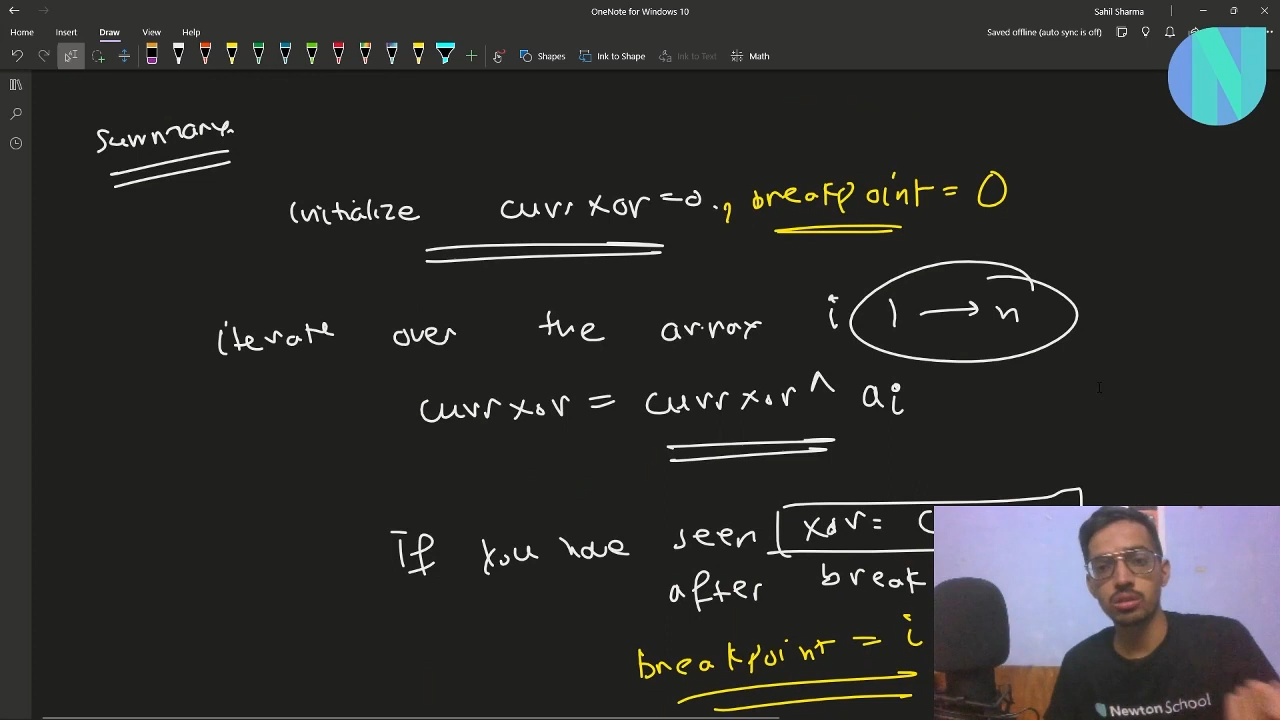 OneNote for Windows 10
Sahil Sharma
Home Insert Draw View Help
Saved offline (auto sync is off)
Shapes Ink to Shape Ink to Text Math
Summary
initialize curr xor = 0 , breakpoint = 0
iterate over the array i 1 → n
curr xor = curr xor ^ ai
If you have seen xor =
after break
breakpoint = i
Newton School